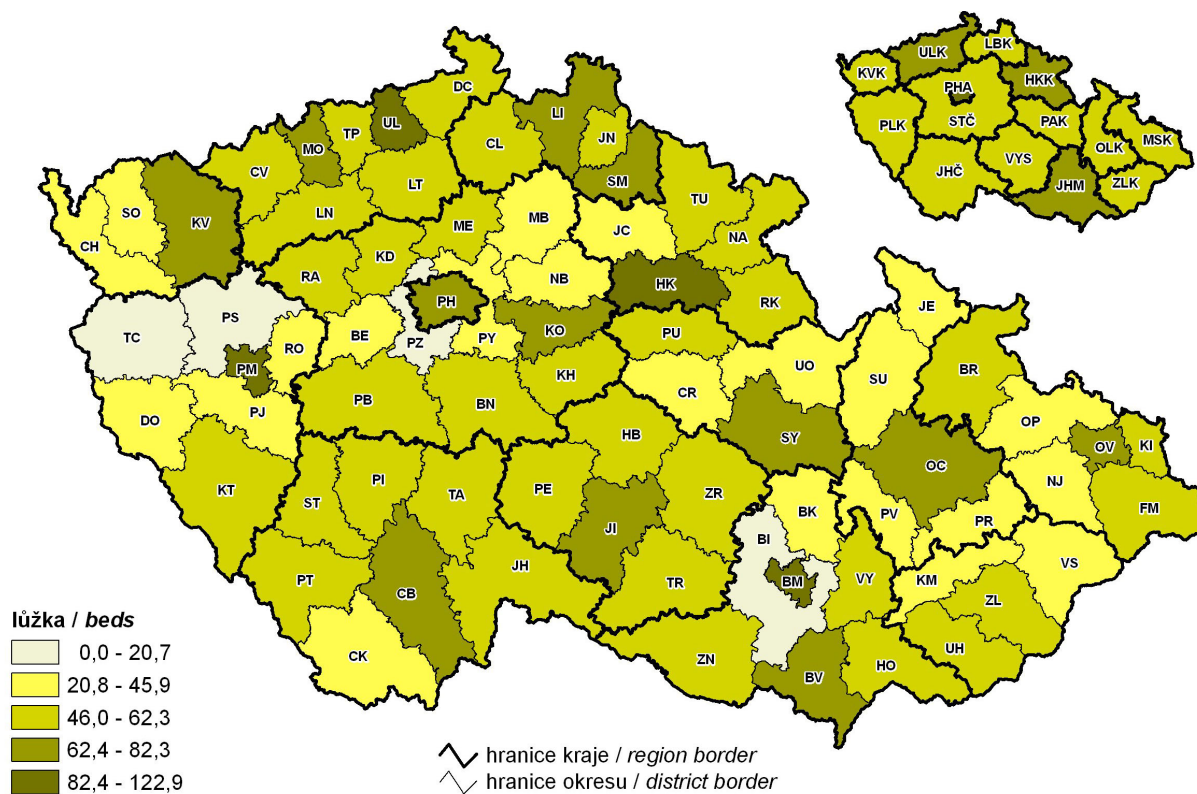 DC
UL
LI
TP
JN
MO
CL
CV
LT
SM
SO
KV
LN
TU
CH
ME
MB
JC
NA
RA
KD
NB
HK
PH
RK
TC
PS
BE
PZ
PY
KO
PU
RO
PM
UO
JE
SU
BR
DO
PJ
PB
BN
KH
CR
OP
HB
SY
OC
OV
KI
KT
ST
PI
TA
PE
ZR
NJ
FM
JI
BK
PV
PR
BI
VS
PT
CB
JH
TR
BM
VY
KM
ZL
CK
ZN
BV
HO
UH
ULK
LBK
KVK
PHA
HKK
PLK
STČ
PAK
MSK
OLK
VYS
JHČ
JHM
ZLK
lůžka / beds
0,0 - 20,7
20,8 - 45,9
46,0 - 62,3
62,4 - 82,3
82,4 - 122,9
hranice kraje / region border
hranice okresu / district border